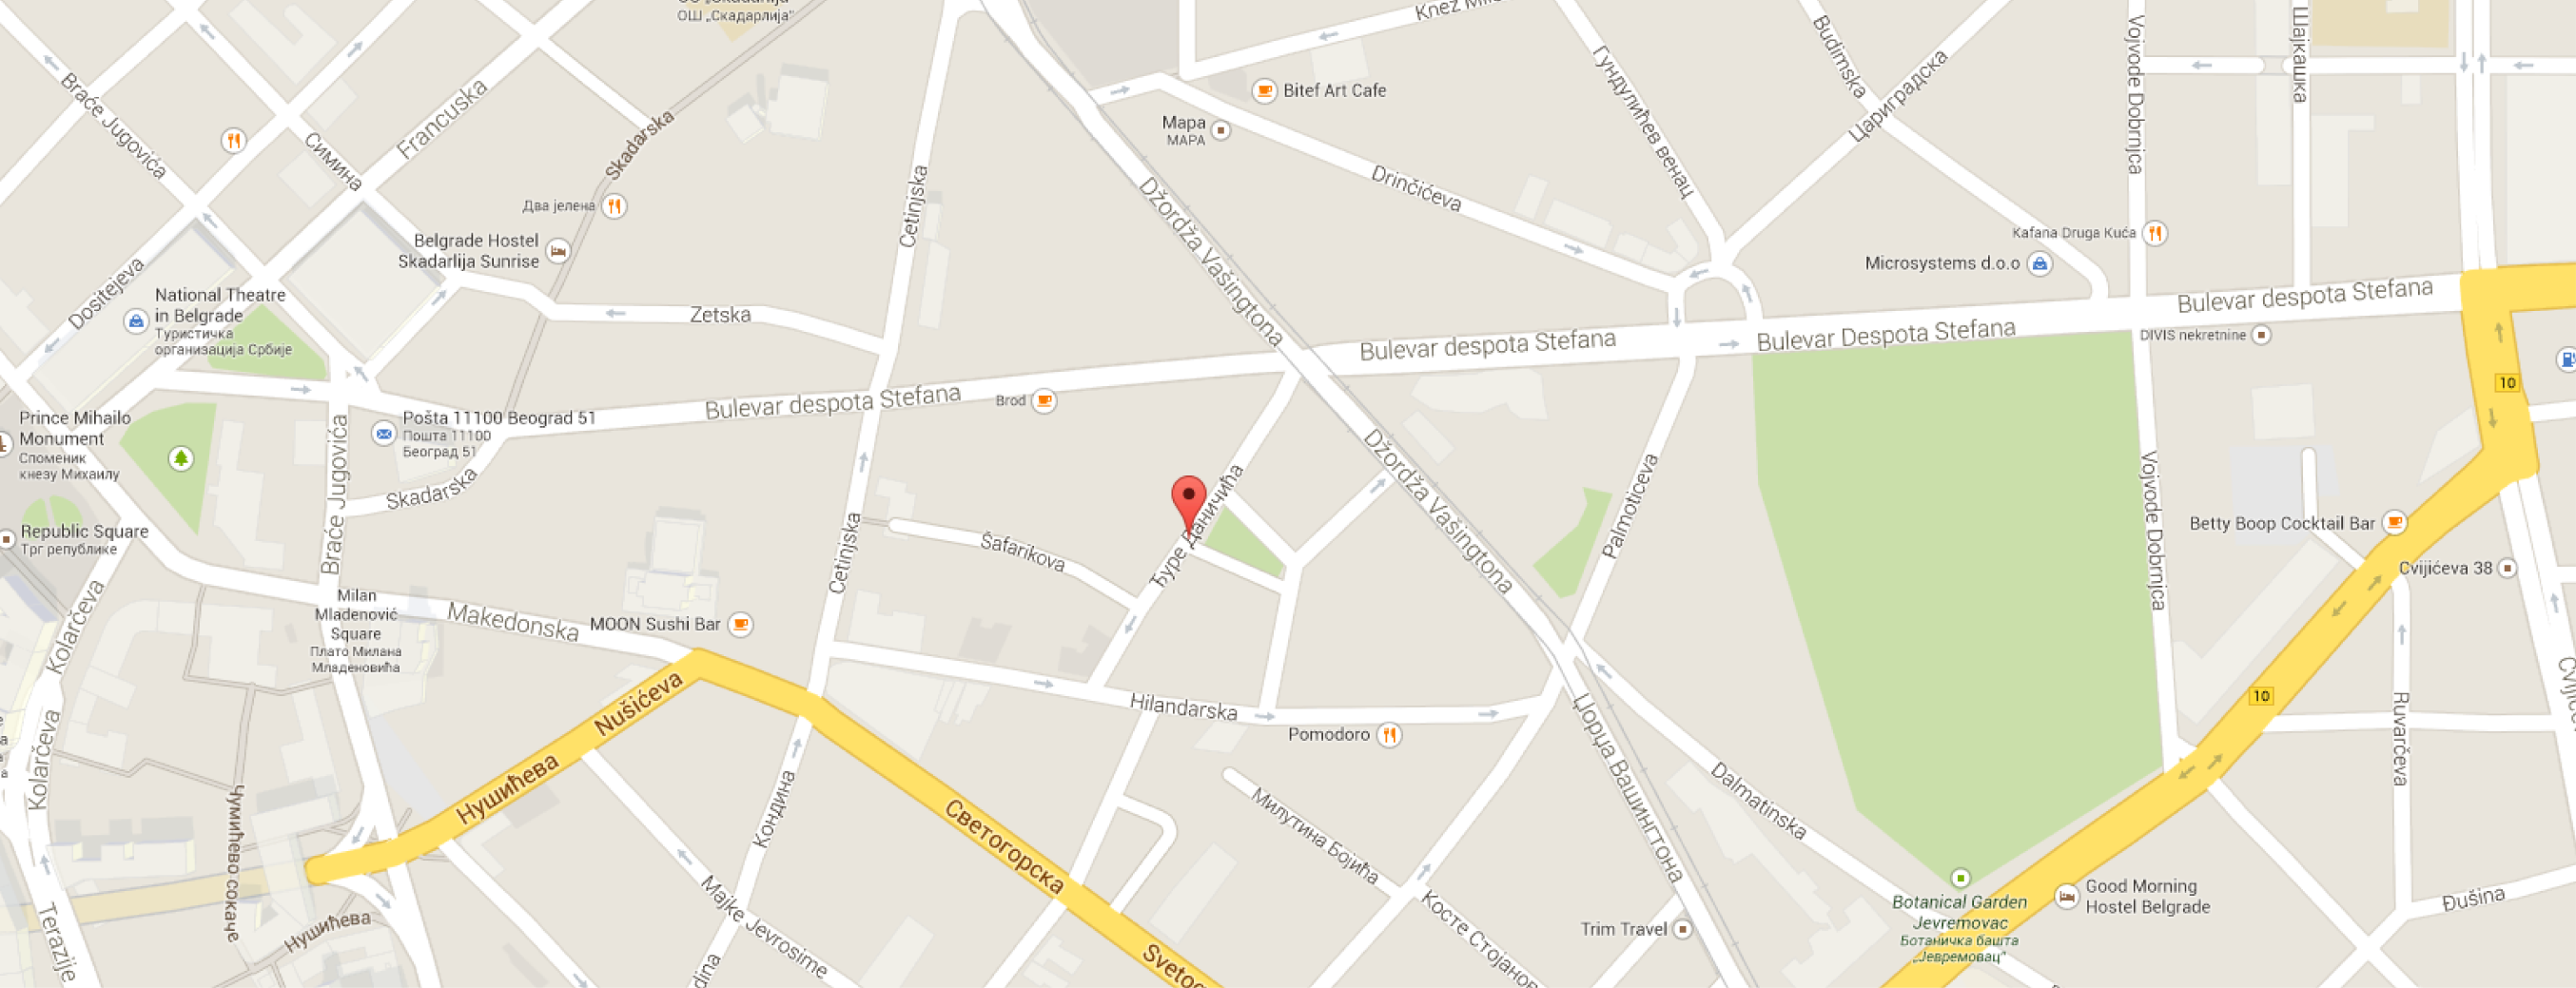 ОШ „Скадарлија"
Knez
Braće Jugovića
Симина
Francuska
Skadarska
Два јелена
Belgrade Hostel
Skadarlija Sunrise
Cetinjska
Bitef Art Cafe
Мара
МАРА
Drinčićeva
Džordža Vašingtona
Гундулићев венац
Budimska
Цариградска
Vojvode Dobrnjca
Шајкашка
Kafana Druga Kuća
Microsystems d.o.o
Bulevar despota Stefana
DIVIS nekretnine
Dositejeva
National Theatre
in Belgrade
Туристичка
организација Србије
Zetska
Bulevar despota Stefana
Bulevar Despota Stefana
Bulevar despota Stefana
Brod
10
Prince Mihailo
Monument
Споменик
кнезу Михаилу
Pošta 11100 Beograd 51
Пошта 11100
Београд 51
Braće Jugovića
Skadarska
Republic Square
Трг републике
Cetinjska
Šafarikova
Ђуре Даничића
Džordža Vašingtona
Palmotićeva
Vojvode Dobrnjca
Betty Boop Cocktail Bar
Cvijićeva 38
Kolarčeva
Milan
Mladenović
Square
Плато Милана
Младеновића
Makedonska
MOON Sushi Bar
Nušićeva
Hilandarska
Pomodoro
10
Ruvarčeva
Kolarčeva
Нушићева
Кондина
Светогорска
Милутина Бојића
Цорџа Вашингтона
Dalmatinska
Чумићево сокаче
Majke Jevrosime
Косте Стојанов
Botanical Garden
Jevremovac
Ботаничка башта
„Јевремовац"
Good Morning
Hostel Belgrade
Đušina
Terazije
Нушићева
Trim Travel
dina
Svetog